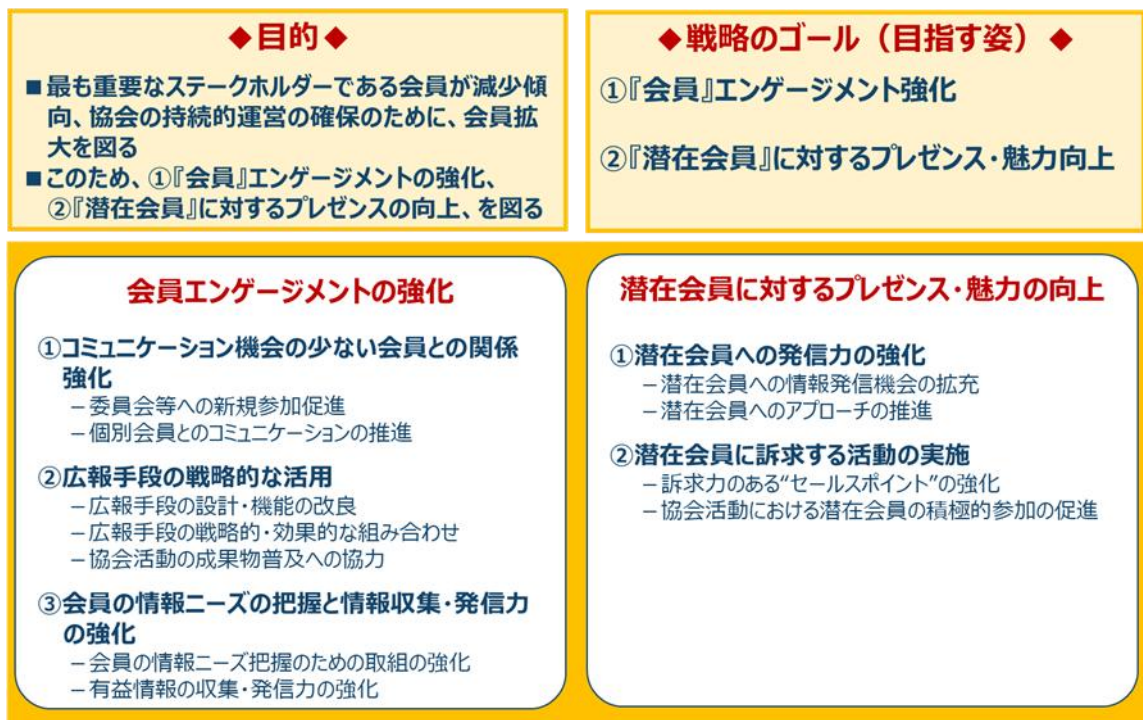 ◆目的◆
■最も重要なステークホルダーである会員が減少傾
向、協会の持続的運営の確保のために、会員拡
大を図る
■このため、①『会員』エンゲージメントの強化、
②『潜在会員』に対するプレゼンスの向上、を図る
◆戦略のゴール（目指す姿）◆
①『会員』エンゲージメント強化
②『潜在会員』に対するプレゼンス・魅力向上
会員エンゲージメントの強化
①コミュニケーション機会の少ない会員との関係
強化
－委員会等への新規参加促進
－個別会員とのコミュニケーションの推進
②広報手段の戦略的な活用
－広報手段の設計・機能の改良
－広報手段の戦略的・効果的な組み合わせ
－協会活動の成果物普及への協力
③会員の情報ニーズの把握と情報収集・発信力
の強化
－会員の情報ニーズ把握のための取組の強化
－有益情報の収集・発信力の強化
潜在会員に対するプレゼンス・魅力の向上
①潜在会員への発信力の強化
－潜在会員への情報発信機会の拡充
－潜在会員へのアプローチの推進
②潜在会員に訴求する活動の実施
－訴求力のある“セールスポイント”の強化
－協会活動における潜在会員の積極的参加の促進